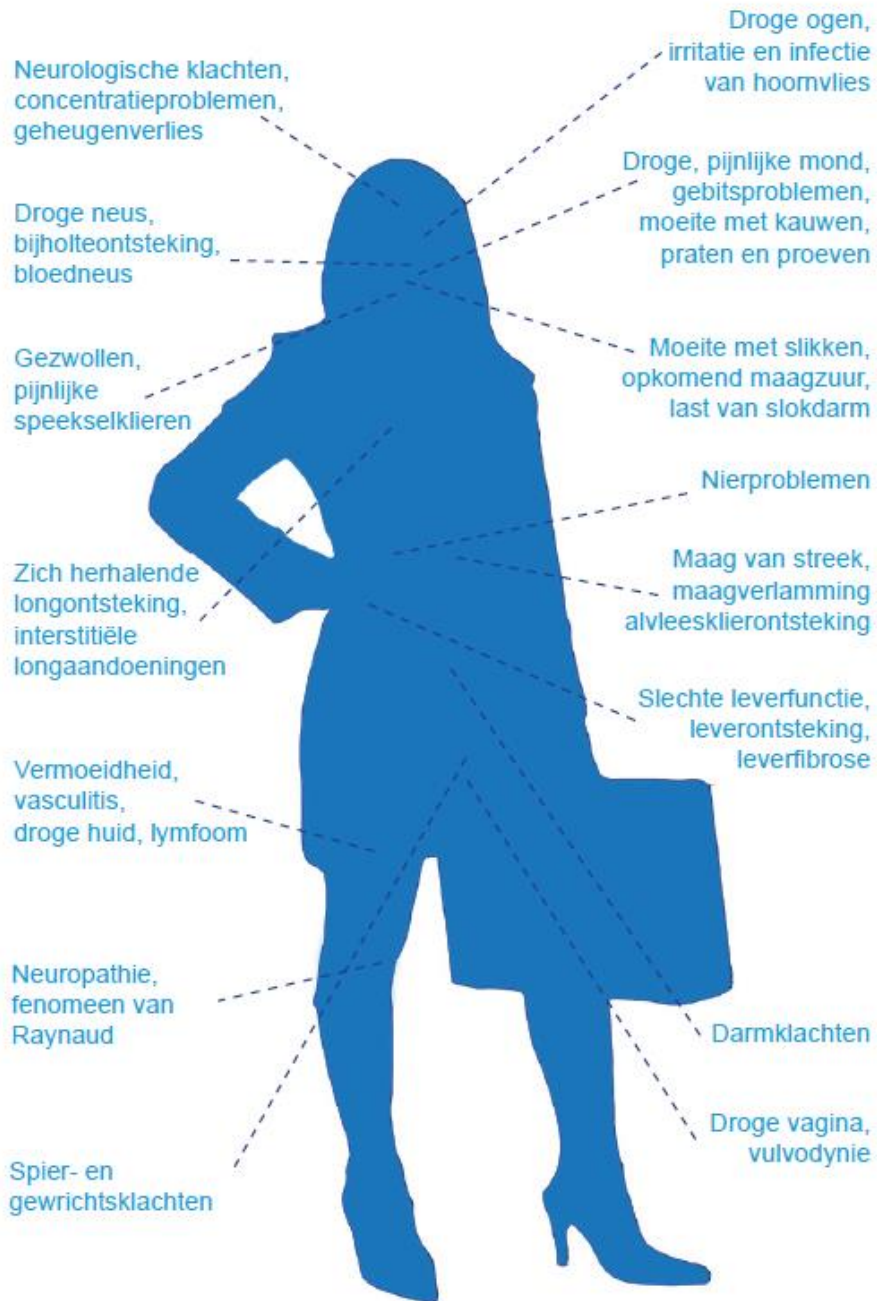 Neurologische klachten,
concentratieproblemen,
geheugenverlies
Droge neus,
bijholteontsteking,
bloedneus
Gezwollen,
pijnlijke
speekselklieren
Zich herhalende
longontsteking,
interstitiële
longaandoeningen
Vermoeidheid,
vasculitis,
droge huid, lymfoom
Neuropathie,
fenomeen van
Raynaud
Spier- en
gewrichtsklachten
Droge ogen,
irritatie en infectie
van hoornvlies
Droge, pijnlijke mond,
gebitsproblemen,
moeite met kauwen,
praten en proeven
Moeite met slikken,
opkomend maagzuur,
last van slokdarm
Nierproblemen
Maag van streek,
maagverlamming
alvleesklierontsteking
Slechte leverfunctie,
leverontsteking,
leverfibrose
Darmklachten
Droge vagina,
vulvodynie